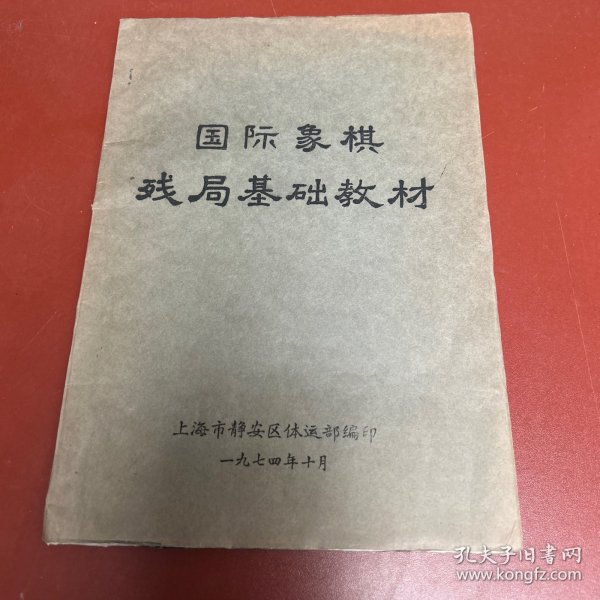 国际象棋
残局基础教材
上海市静安区体运部编印
一九七四年十月
孔夫子旧书网
www.kongfz.com